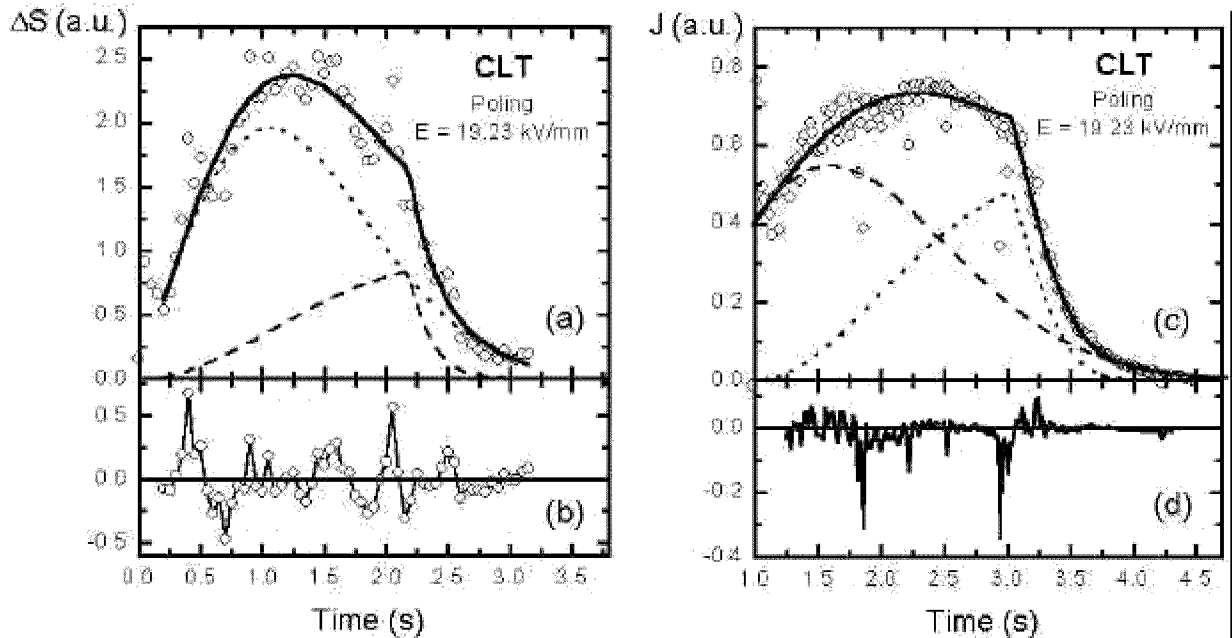 ΔS (a.u.)
2.5
2.0
1.5
1.0
0.5
0.0
CLT
Poling
E = 19.23 kV/mm
(a)
0.5
0.0
-0.5
(b)
0.0 0.5 1.0 1.5 2.0 2.5 3.0 3.5
Time (s)
J (a.u.)
0.8
0.6
0.4
0.2
0.0
CLT
Poling
E = 19.23 kV/mm
(c)
0.0
-0.2
-0.4
(d)
1.0 1.5 2.0 2.5 3.0 3.5 4.0 4.5
Time (s)